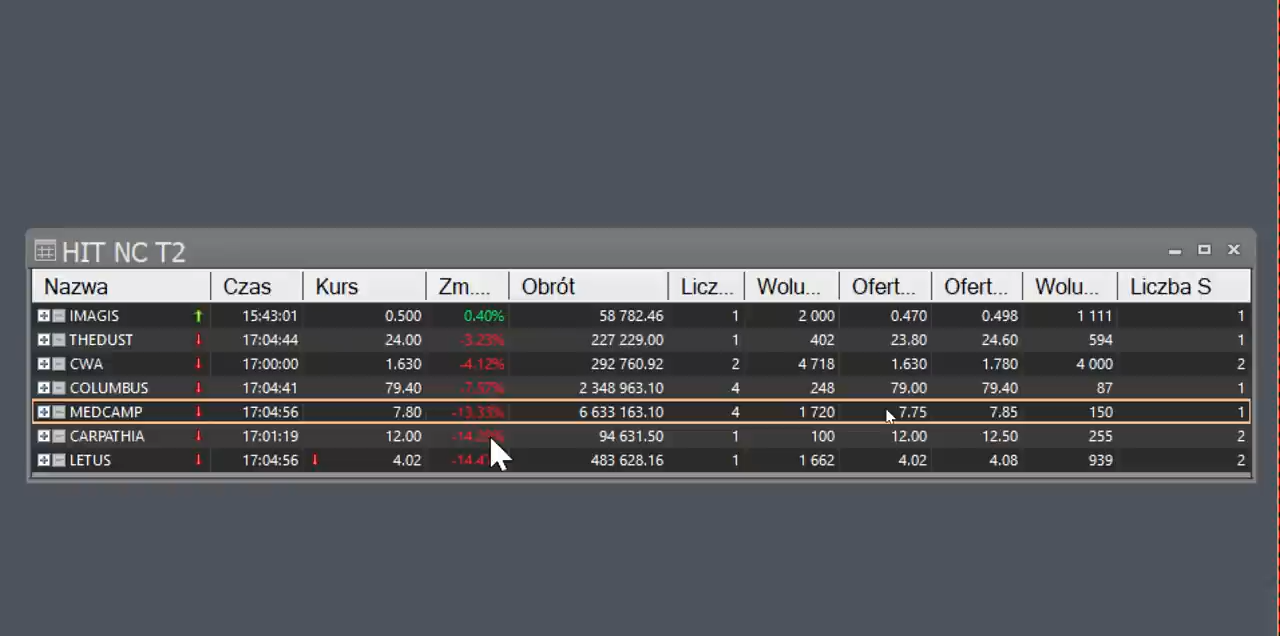 HIT NC T2
Nazwa Czas Kurs Zm.... Obrót Licz... Wolu... Ofert... Ofert... Wolu... Liczba S
IMAGIS 15:43:01 0.500 0.40% 58 782.46 1 2 000 0.470 0.498 1 111 1
THEDUST 17:04:44 24.00 -3.23% 227 229.00 1 402 23.80 24.60 594 1
CWA 17:00:00 1.630 -4.12% 292 760.92 2 4 718 1.630 1.780 4 000 2
COLUMBUS 17:04:41 79.40 -7.57% 2 348 963.10 4 248 79.00 79.40 87 1
MEDCAMP 17:04:56 7.80 -13.33% 6 633 163.10 4 1 720 7.75 7.85 150 1
CARPATHIA 17:01:19 12.00 94 631.50 1 100 12.00 12.50 255 2
LETUS 17:04:56 4.02 483 628.16 1 1 662 4.02 4.08 939 2